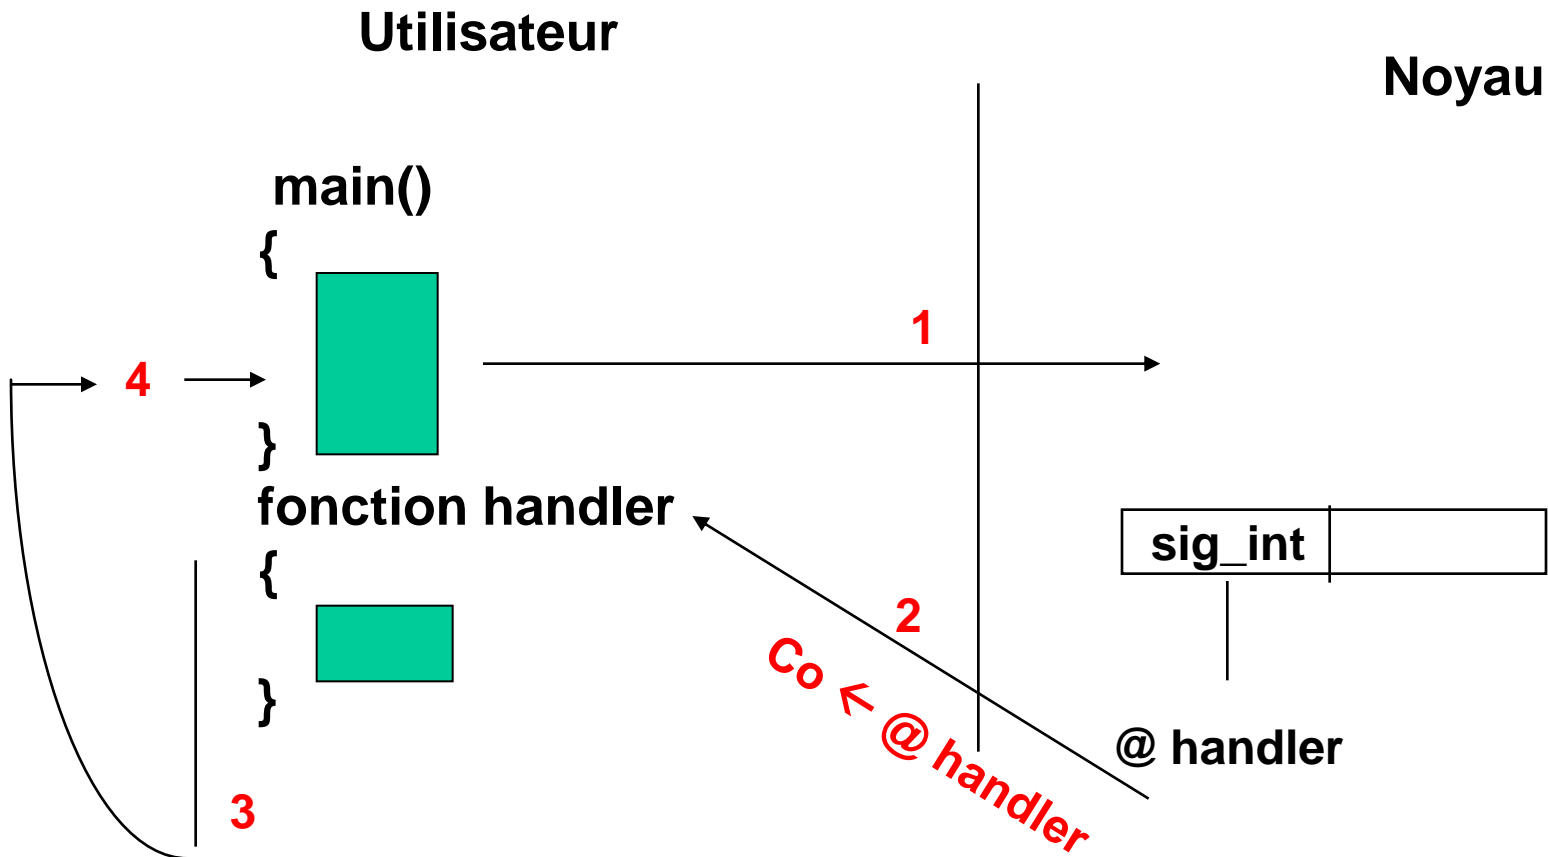 Utilisateur
Noyau
main()
{
1
4
}
fonction handler
sig_int
{
2
Co ← @ handler
}
@ handler
3